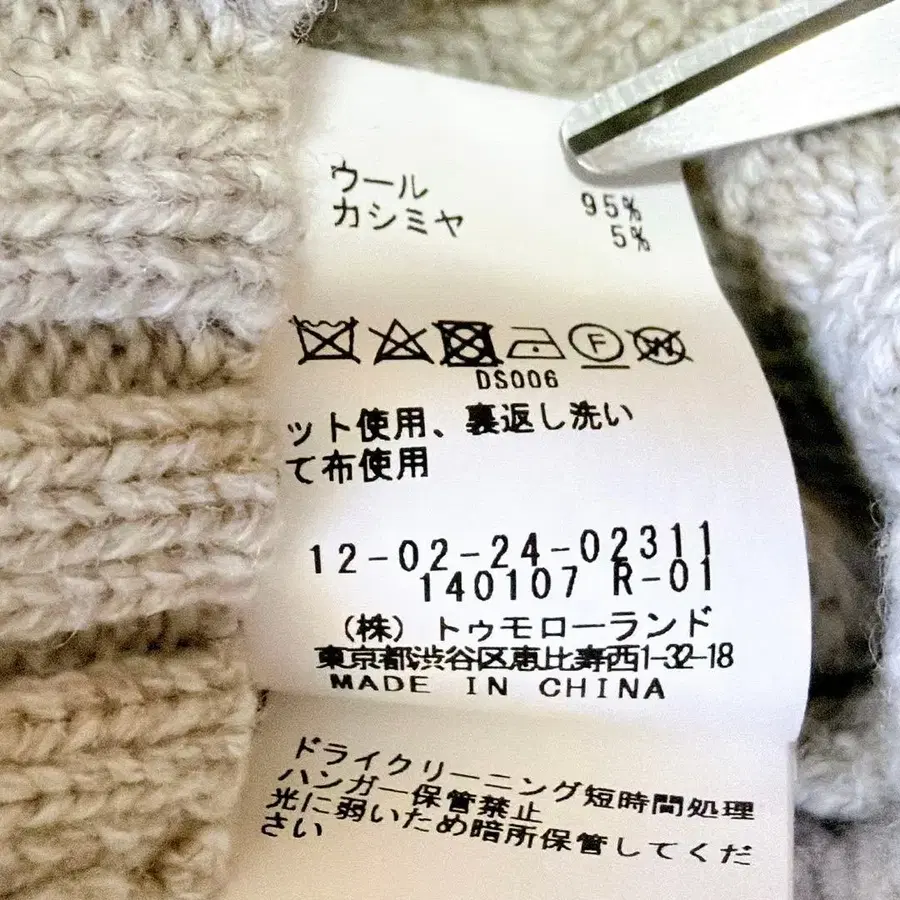 ウール 95%
カシミヤ 5%
F W
DS006
ット使用、裏返し洗い
て布使用
12-02-24-02311
140107 R-01
（株）トゥモローランド
東京都渋谷区恵比寿西1-32-18
MADE IN CHINA
ドライクリーニング短時間処理
ハンガー保管禁止
光に弱いため暗所保管してくだ
さい